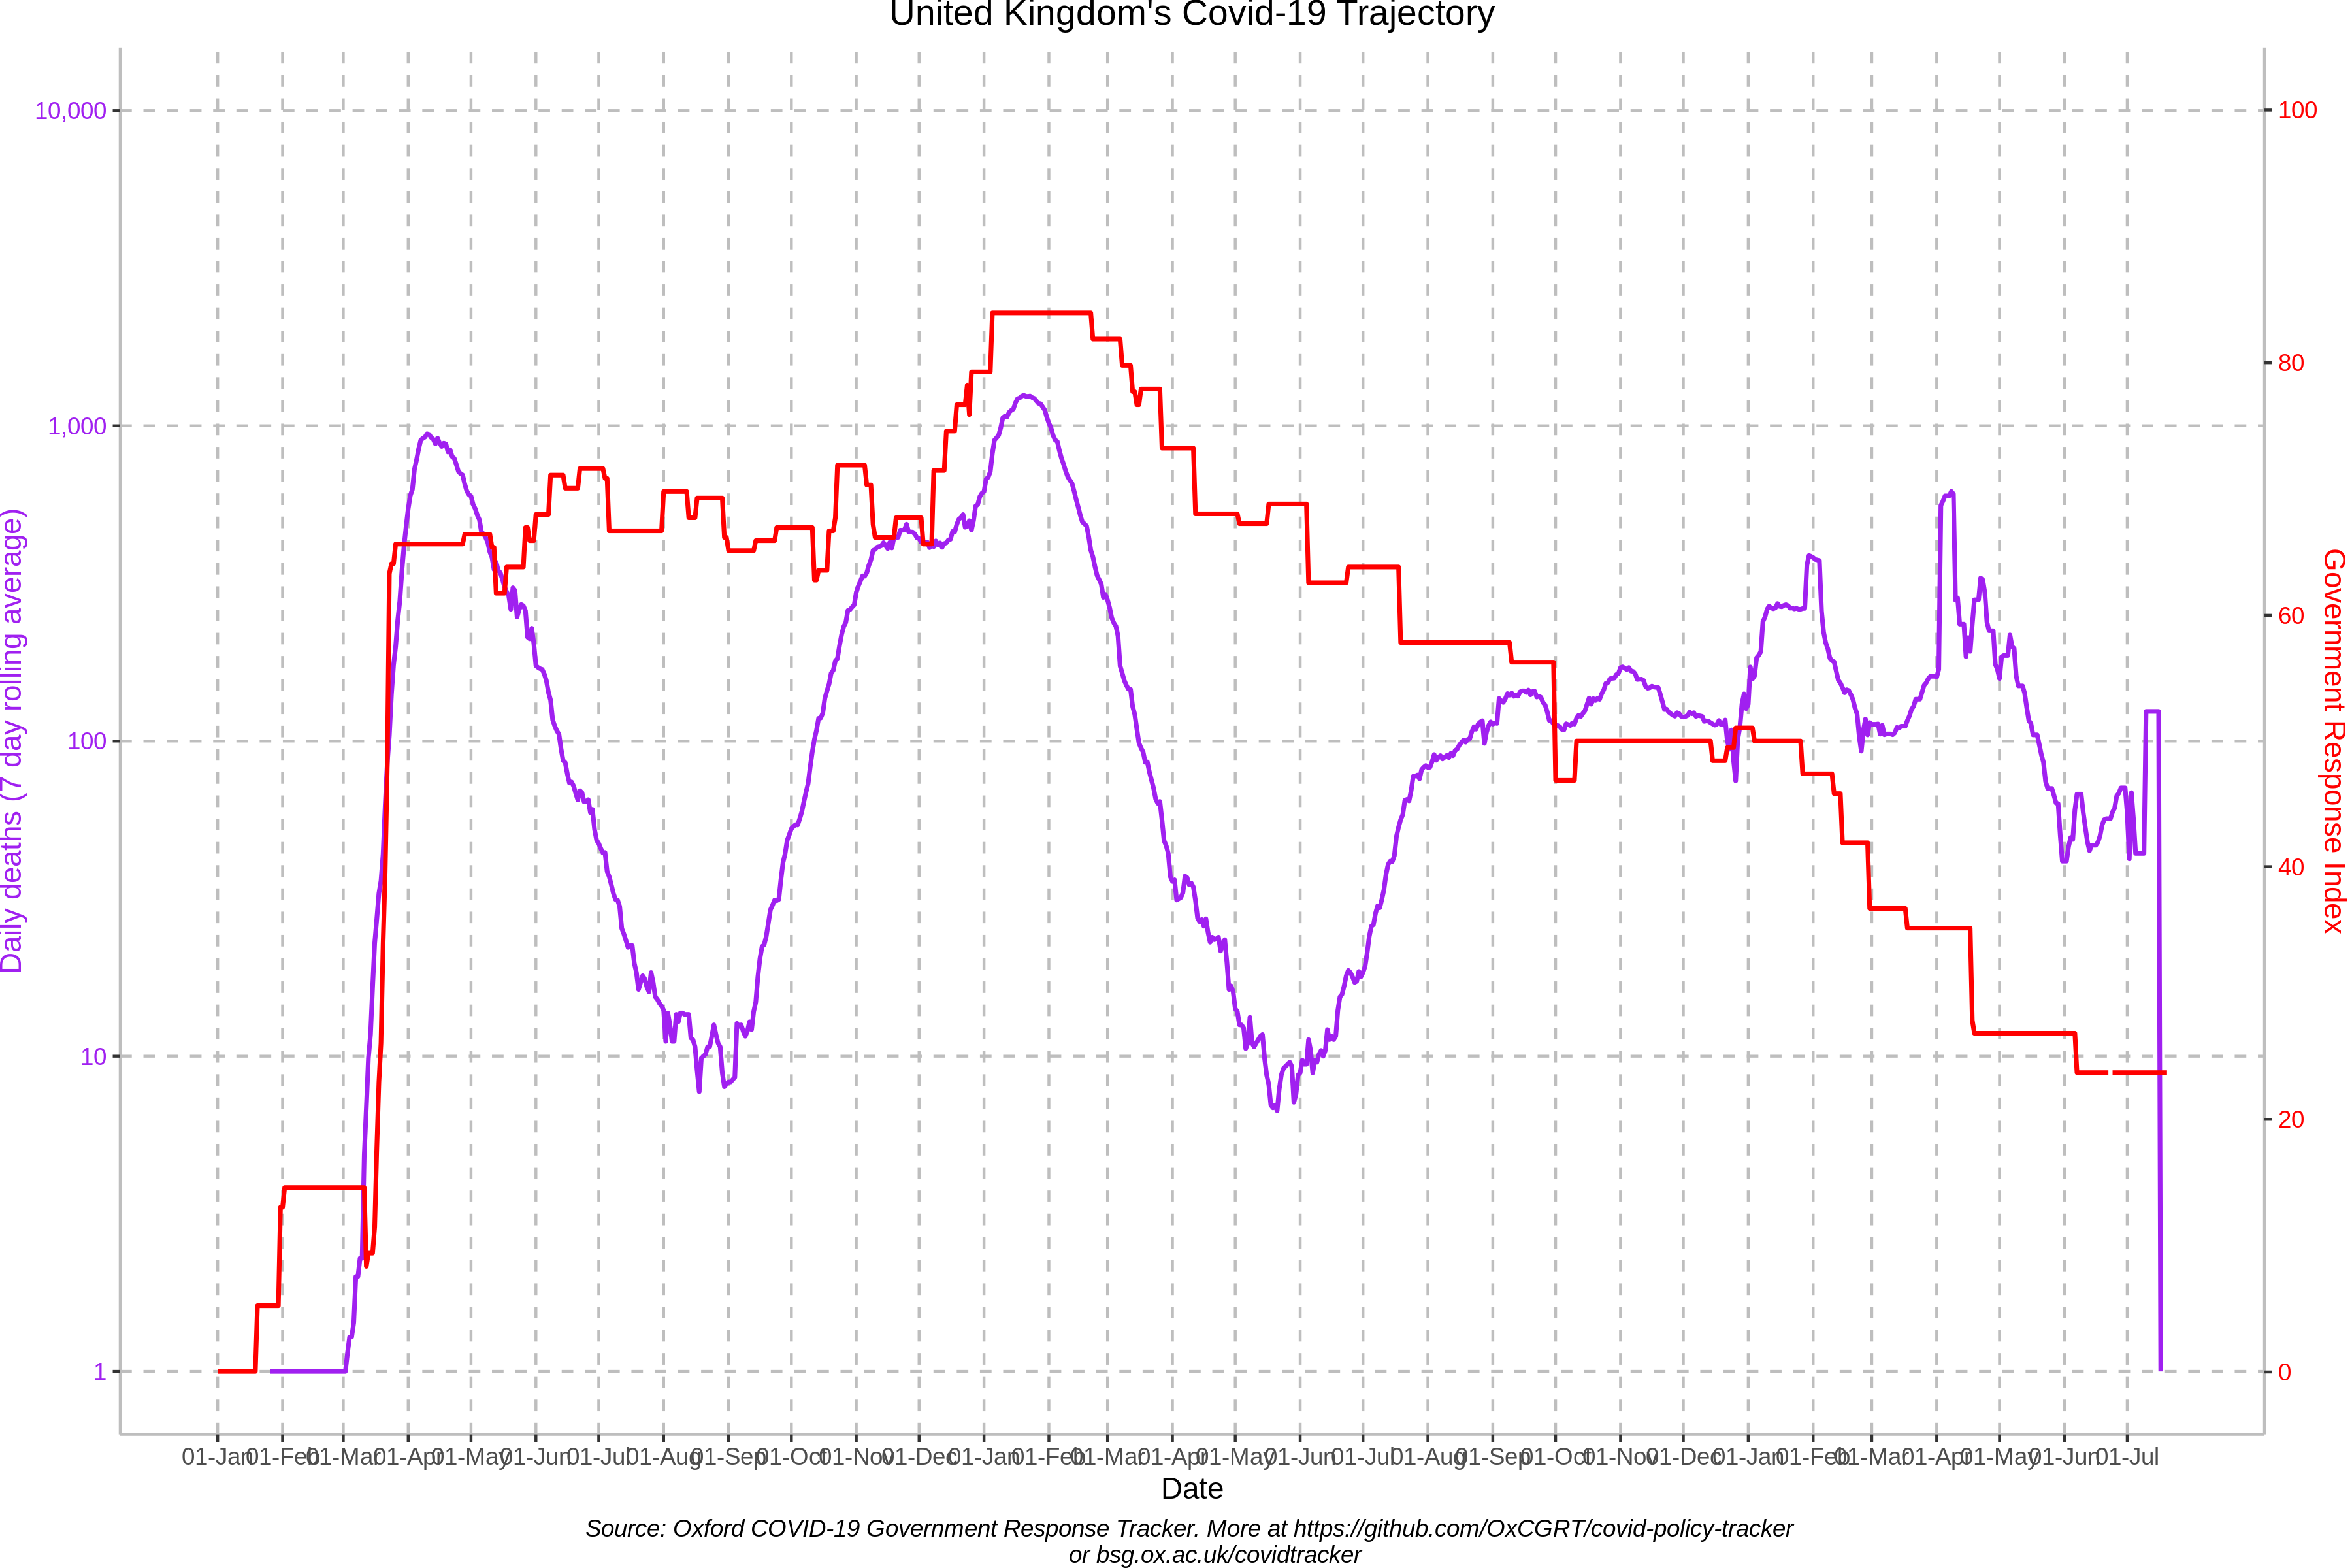 United Kingdom's Covid-19 Trajectory
10,000
1,000
100
10
1
Daily deaths (7 day rolling average)
100
80
60
40
20
0
Government Response Index
01-Jan 01-Feb 01-Mar 01-Apr 01-May 01-Jun 01-Jul 01-Aug 01-Sep 01-Oct 01-Nov 01-Dec 01-Jan 01-Feb 01-Mar 01-Apr 01-May 01-Jun 01-Jul 01-Aug 01-Sep 01-Oct 01-Nov 01-Dec 01-Jan 01-Feb 01-Mar 01-Apr 01-May 01-Jun 01-Jul
Date
Source: Oxford COVID-19 Government Response Tracker. More at https://github.com/OxCGRT/covid-policy-tracker
or bsg.ox.ac.uk/covidtracker